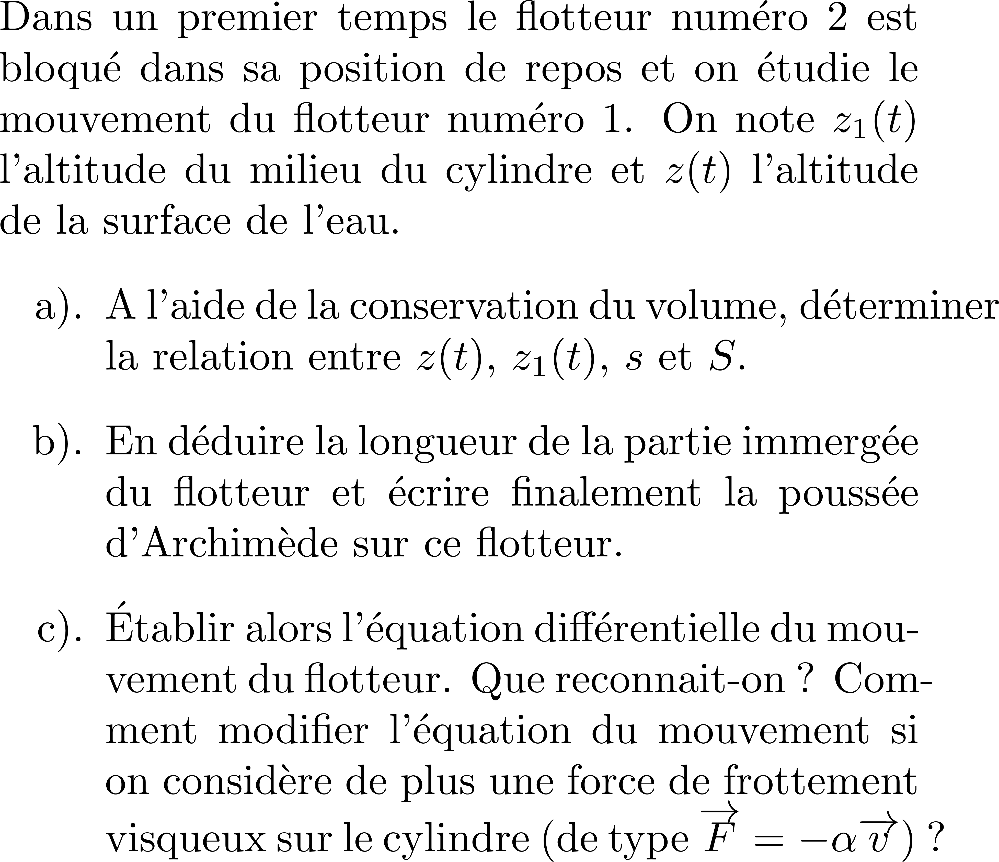 Dans un premier temps le flotteur numéro 2 est
bloqué dans sa position de repos et on étudie le
mouvement du flotteur numéro 1. On note $z_1(t)$
l'altitude du milieu du cylindre et $z(t)$ l'altitude
de la surface de l'eau.
a). A l'aide de la conservation du volume, déterminer
la relation entre $z(t)$, $z_1(t)$, $s$ et $S$.
b). En déduire la longueur de la partie immergée
du flotteur et écrire finalement la poussée
d'Archimède sur ce flotteur.
c). Établir alors l'équation différentielle du mou-
vement du flotteur. Que reconnait-on ? Com-
ment modifier l'équation du mouvement si
on considère de plus une force de frottement
visqueux sur le cylindre (de type $\overrightarrow{F} = -\alpha \overrightarrow{v}$) ?